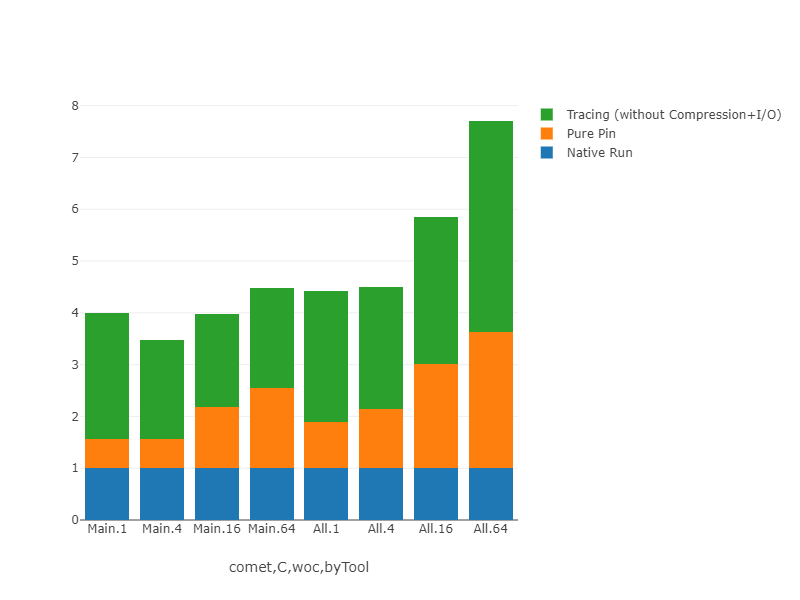 8
7
6
5
4
3
2
1
0
Main.1 Main.4 Main.16 Main.64 All.1 All.4 All.16 All.64
comet,C,woc,byTool
Tracing (without Compression+I/O)
Pure Pin
Native Run